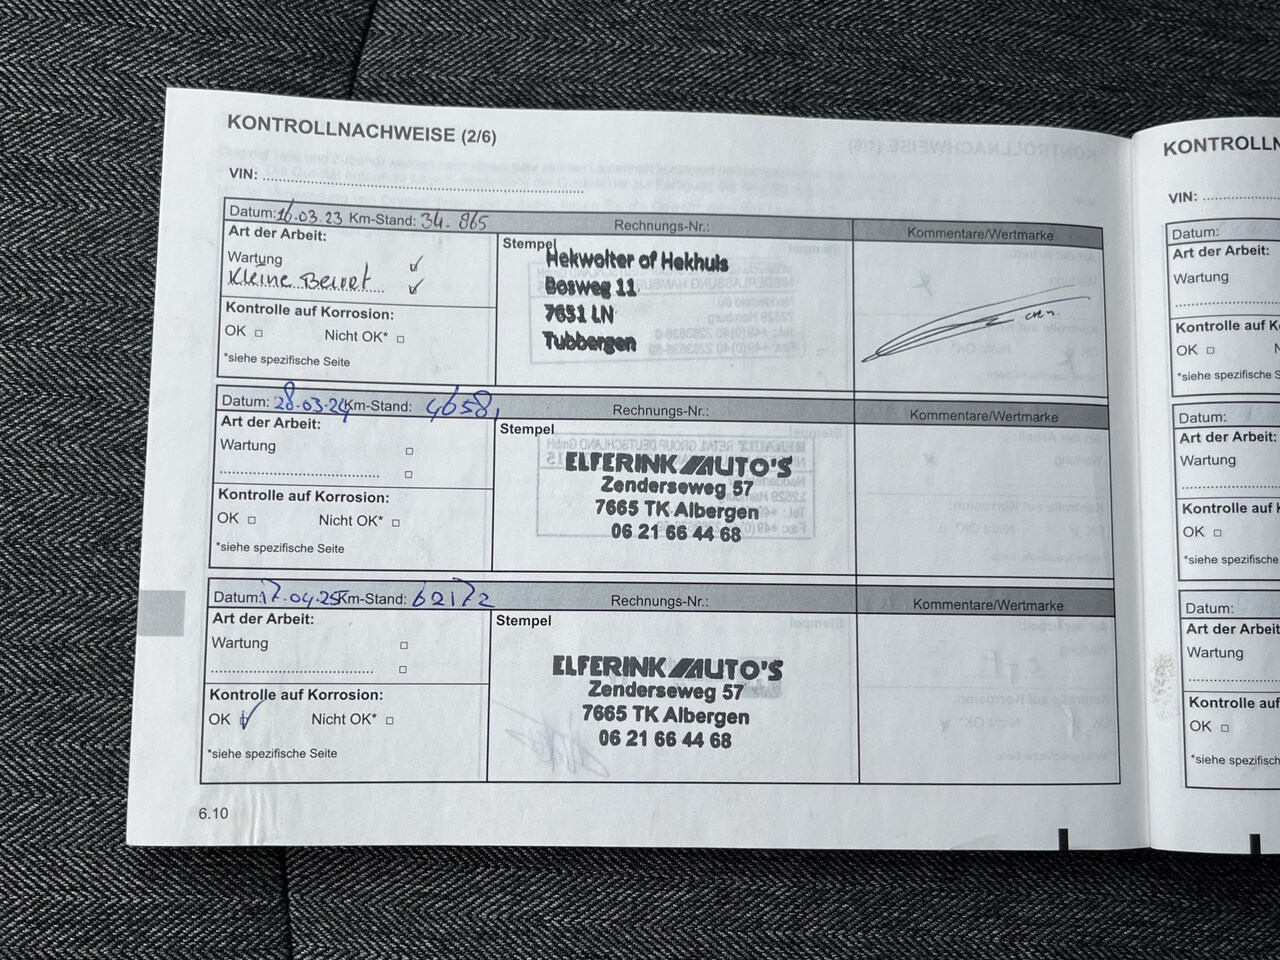 KONTROLLNACHWEISE (2/6)
VIN:
Datum: 16.03.23 Km-Stand: 34.865 Rechnungs-Nr.: Kommentare/Wertmarke
Art der Arbeit:
Wartung ✓
Kleine Beurt ✓
Kontrolle auf Korrosion:
OK □ Nicht OK* □
*siehe spezifische Seite
Stempel
Hekwolter of Hekhuis
Bosweg 11
7651 LN
Tubbergen
Datum: 28.03.24 Km-Stand: 46581 Rechnungs-Nr.: Kommentare/Wertmarke
Art der Arbeit:
Wartung □
□
Kontrolle auf Korrosion:
OK □ Nicht OK* □
*siehe spezifische Seite
Stempel
ELFERINK AUTO'S
Zenderseweg 57
7665 TK Albergen
06 21 66 44 68
Datum: 17.04.25 Km-Stand: 62172 Rechnungs-Nr.: Kommentare/Wertmarke
Art der Arbeit:
Wartung □
□
Kontrolle auf Korrosion:
OK ✓ Nicht OK* □
*siehe spezifische Seite
Stempel
ELFERINK AUTO'S
Zenderseweg 57
7665 TK Albergen
06 21 66 44 68
6.10
KONTROLLN
VIN:
Datum:
Art der Arbeit:
Wartung
Kontrolle auf K
OK □ N
*siehe spezifische S
Datum:
Art der Arbeit:
Wartung
Kontrolle auf K
OK □
*siehe spezifische
Datum:
Art der Arbeit
Wartung
Kontrolle auf
OK □
*siehe spezifisch